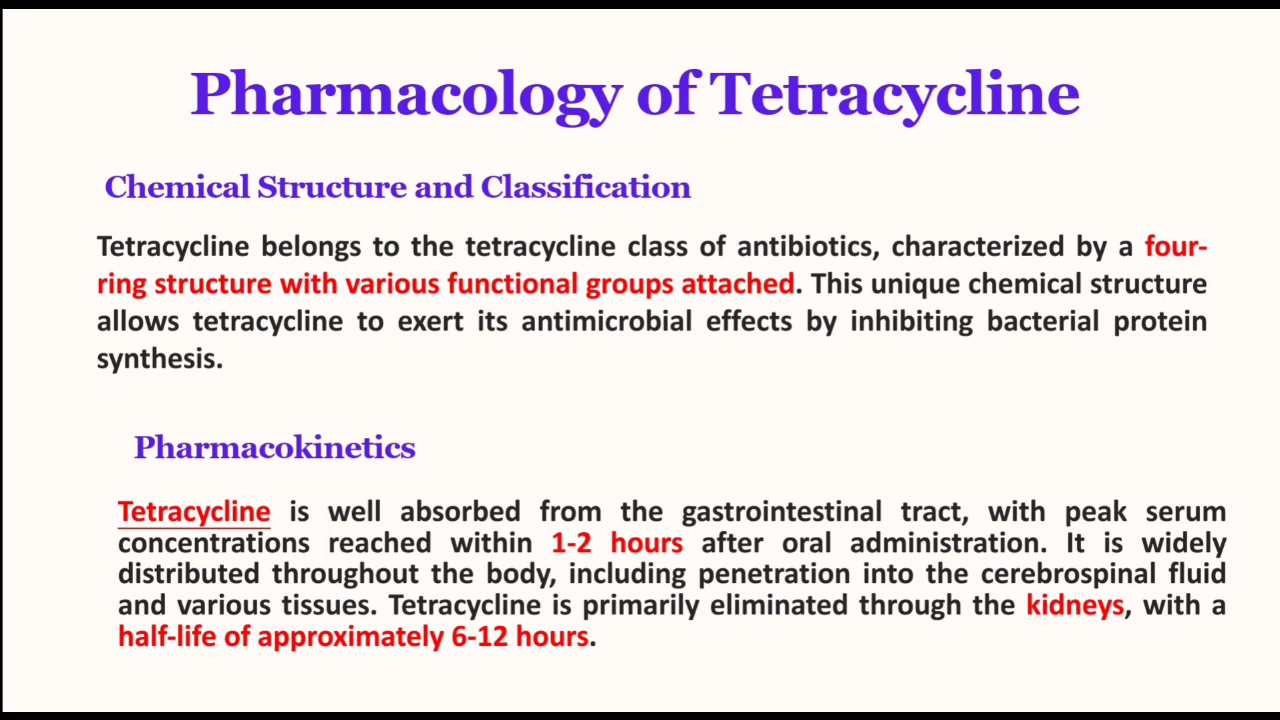 Pharmacology of Tetracycline
Chemical Structure and Classification
Tetracycline belongs to the tetracycline class of antibiotics, characterized by a four-
ring structure with various functional groups attached. This unique chemical structure
allows tetracycline to exert its antimicrobial effects by inhibiting bacterial protein
synthesis.
Pharmacokinetics
Tetracycline is well absorbed from the gastrointestinal tract, with peak serum
concentrations reached within 1-2 hours after oral administration. It is widely
distributed throughout the body, including penetration into the cerebrospinal fluid
and various tissues. Tetracycline is primarily eliminated through the kidneys, with a
half-life of approximately 6-12 hours.